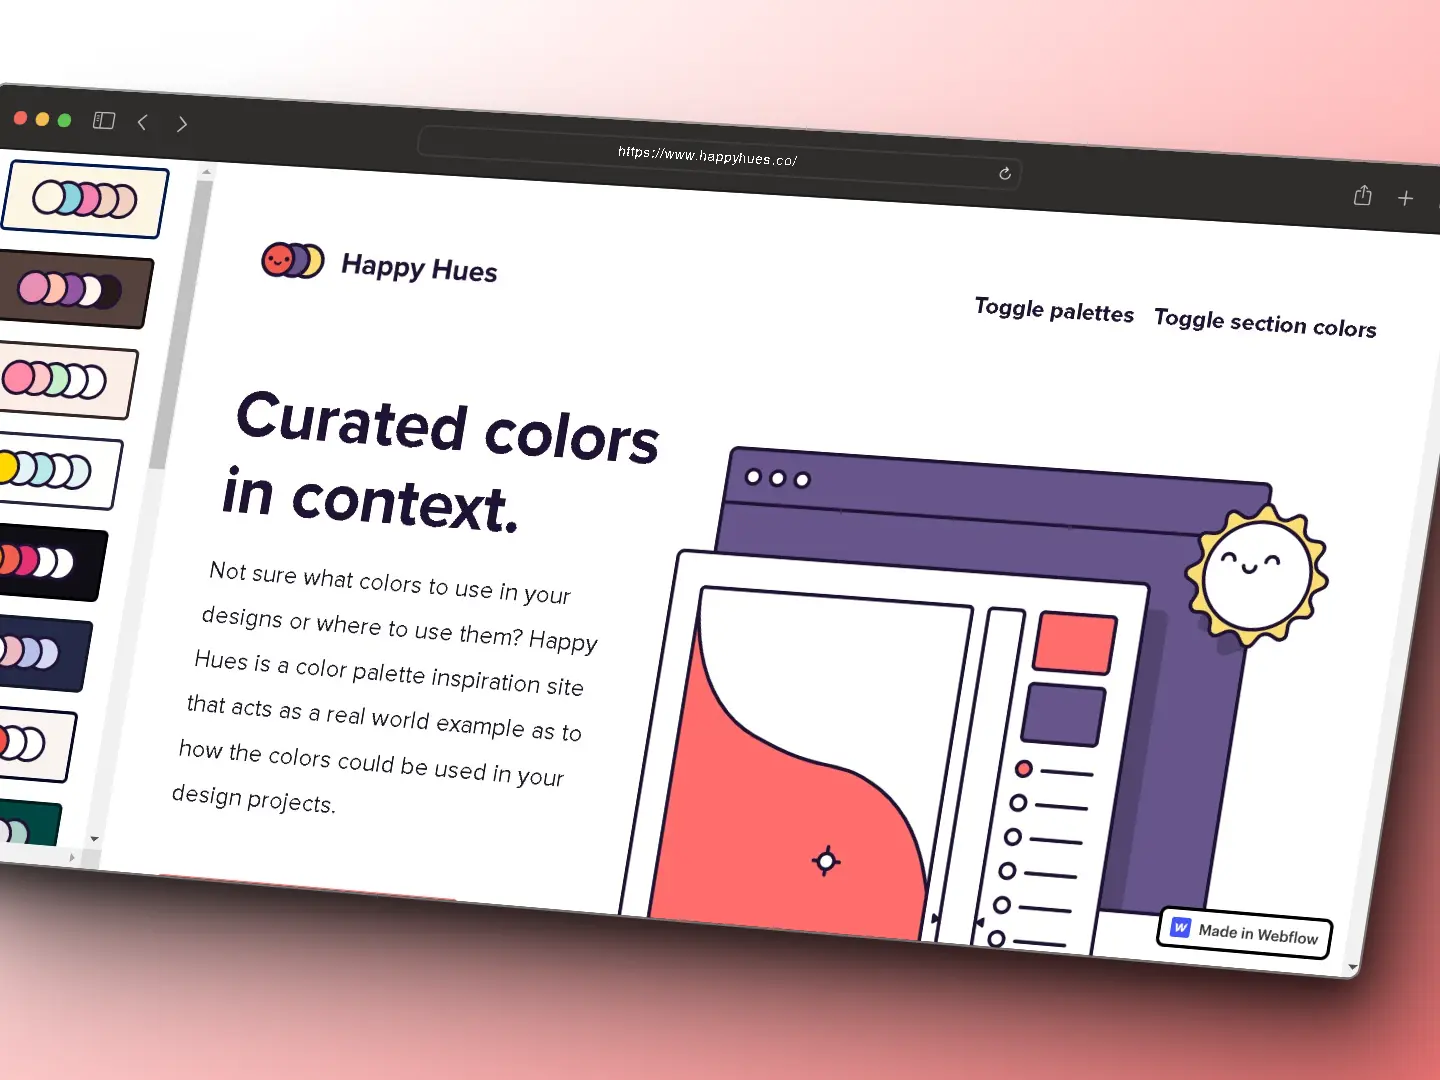 https://www.happyhues.co/
Happy Hues
Toggle palettes
Toggle section colors
Curated colors
in context.
Not sure what colors to use in your
designs or where to use them? Happy
Hues is a color palette inspiration site
that acts as a real world example as to
how the colors could be used in your
design projects.
Made in Webflow